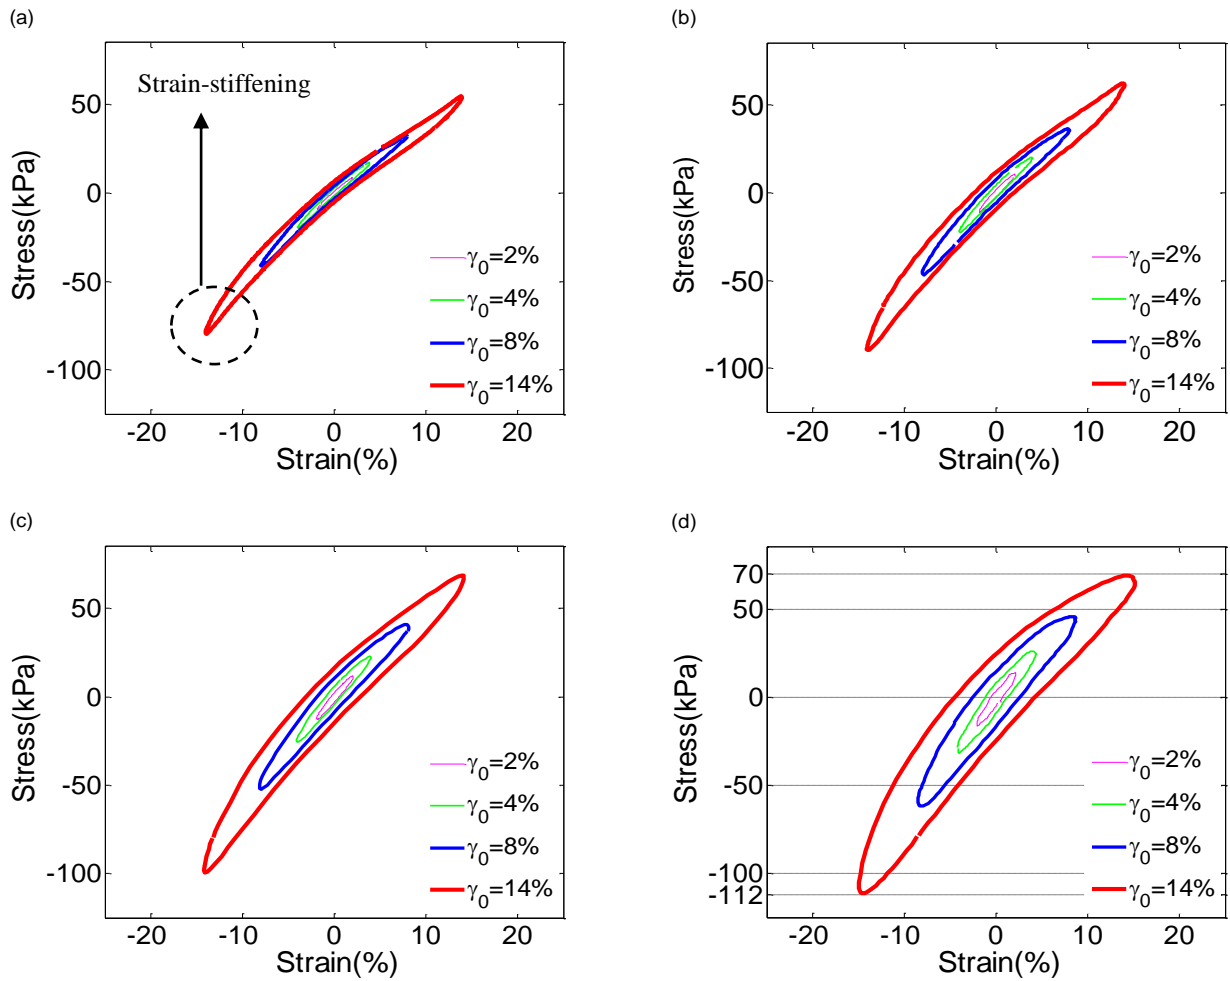 (a)
Strain-stiffening
50
0
-50
-100
-20 -10 0 10 20
Stress(kPa)
Strain(%)
γ0=2%
γ0=4%
γ0=8%
γ0=14%
(b)
50
0
-50
-100
-20 -10 0 10 20
Stress(kPa)
Strain(%)
γ0=2%
γ0=4%
γ0=8%
γ0=14%
(c)
50
0
-50
-100
-20 -10 0 10 20
Stress(kPa)
Strain(%)
γ0=2%
γ0=4%
γ0=8%
γ0=14%
(d)
70
50
0
-50
-100
-112
-20 -10 0 10 20
Stress(kPa)
Strain(%)
γ0=2%
γ0=4%
γ0=8%
γ0=14%